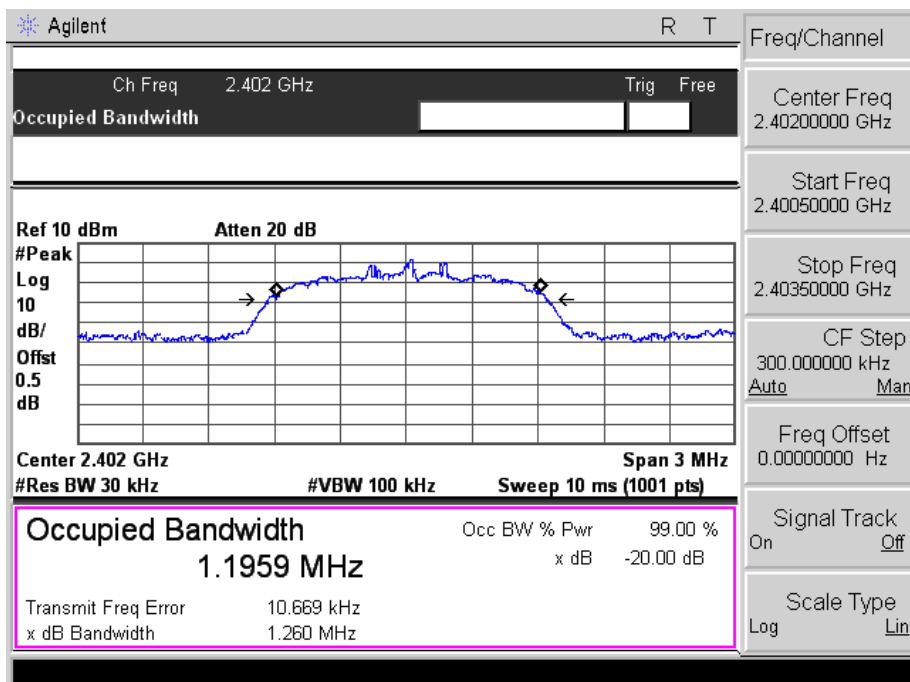 Agilent R T
Ch Freq 2.402 GHz Trig Free
Occupied Bandwidth
Ref 10 dBm Atten 20 dB
#Peak
Log
10
dB/
Offst
0.5
dB
Center 2.402 GHz Span 3 MHz
#Res BW 30 kHz #VBW 100 kHz Sweep 10 ms (1001 pts)
Occupied Bandwidth
1.1959 MHz
Occ BW % Pwr 99.00 %
x dB -20.00 dB
Transmit Freq Error 10.669 kHz
x dB Bandwidth 1.260 MHz
Freq/Channel
Center Freq
2.40200000 GHz
Start Freq
2.40050000 GHz
Stop Freq
2.40350000 GHz
CF Step
300.000000 kHz
Auto Man
Freq Offset
0.00000000 Hz
Signal Track
On Off
Scale Type
Log Lin